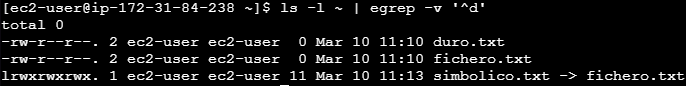 [ec2-user@ip-172-31-84-238 ~]$ ls -l ~ | egrep -v '^d'
total 0
-rw-r--r--. 2 ec2-user ec2-user  0 Mar 10 11:10 duro.txt
-rw-r--r--. 2 ec2-user ec2-user  0 Mar 10 11:10 fichero.txt
lrwxrwxrwx. 1 ec2-user ec2-user 11 Mar 10 11:13 simbolico.txt -> fichero.txt